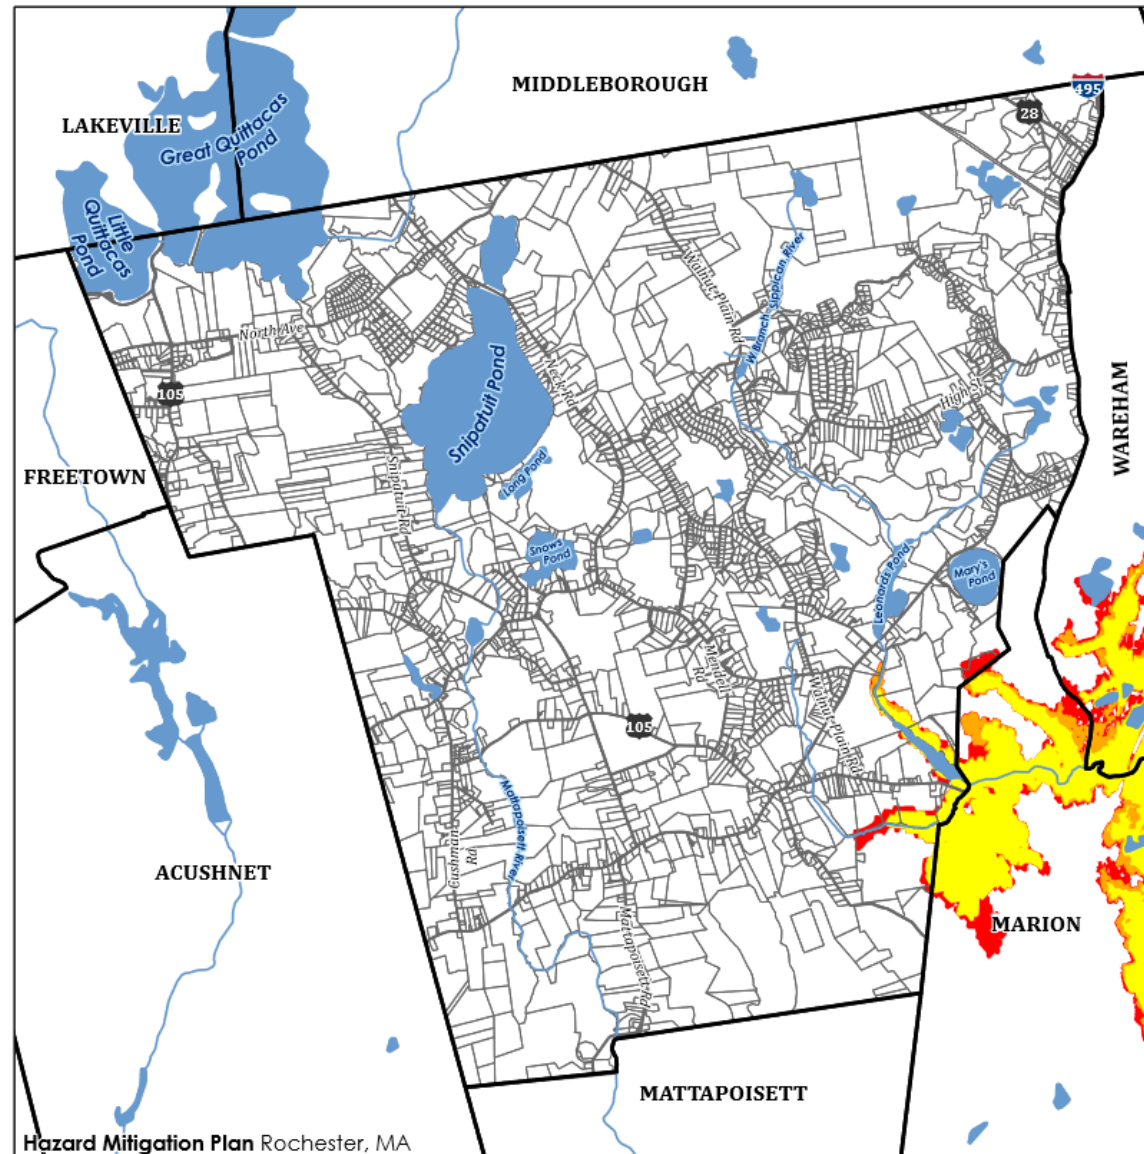 MIDDLEBOROUGH
495
28
LAKEVILLE
Great Quittacas
Pond
Little
Quittacas
Pond
Walnut Plain Rd
W Branch Sippican River
North Ave
105
Snipatuit Pond
Neck Rd
High St
WAREHAM
FREETOWN
Snipatuit Rd
Long Pond
Snows
Pond
Leonards Pond
Mary's
Pond
Mendell
Rd
Walnut Plain Rd
105
Mattapoisett River
Cushman
Rd
ACUSHNET
Mattapoisett Rd
MARION
MATTAPOISETT
Hazard Mitigation Plan Rochester, MA